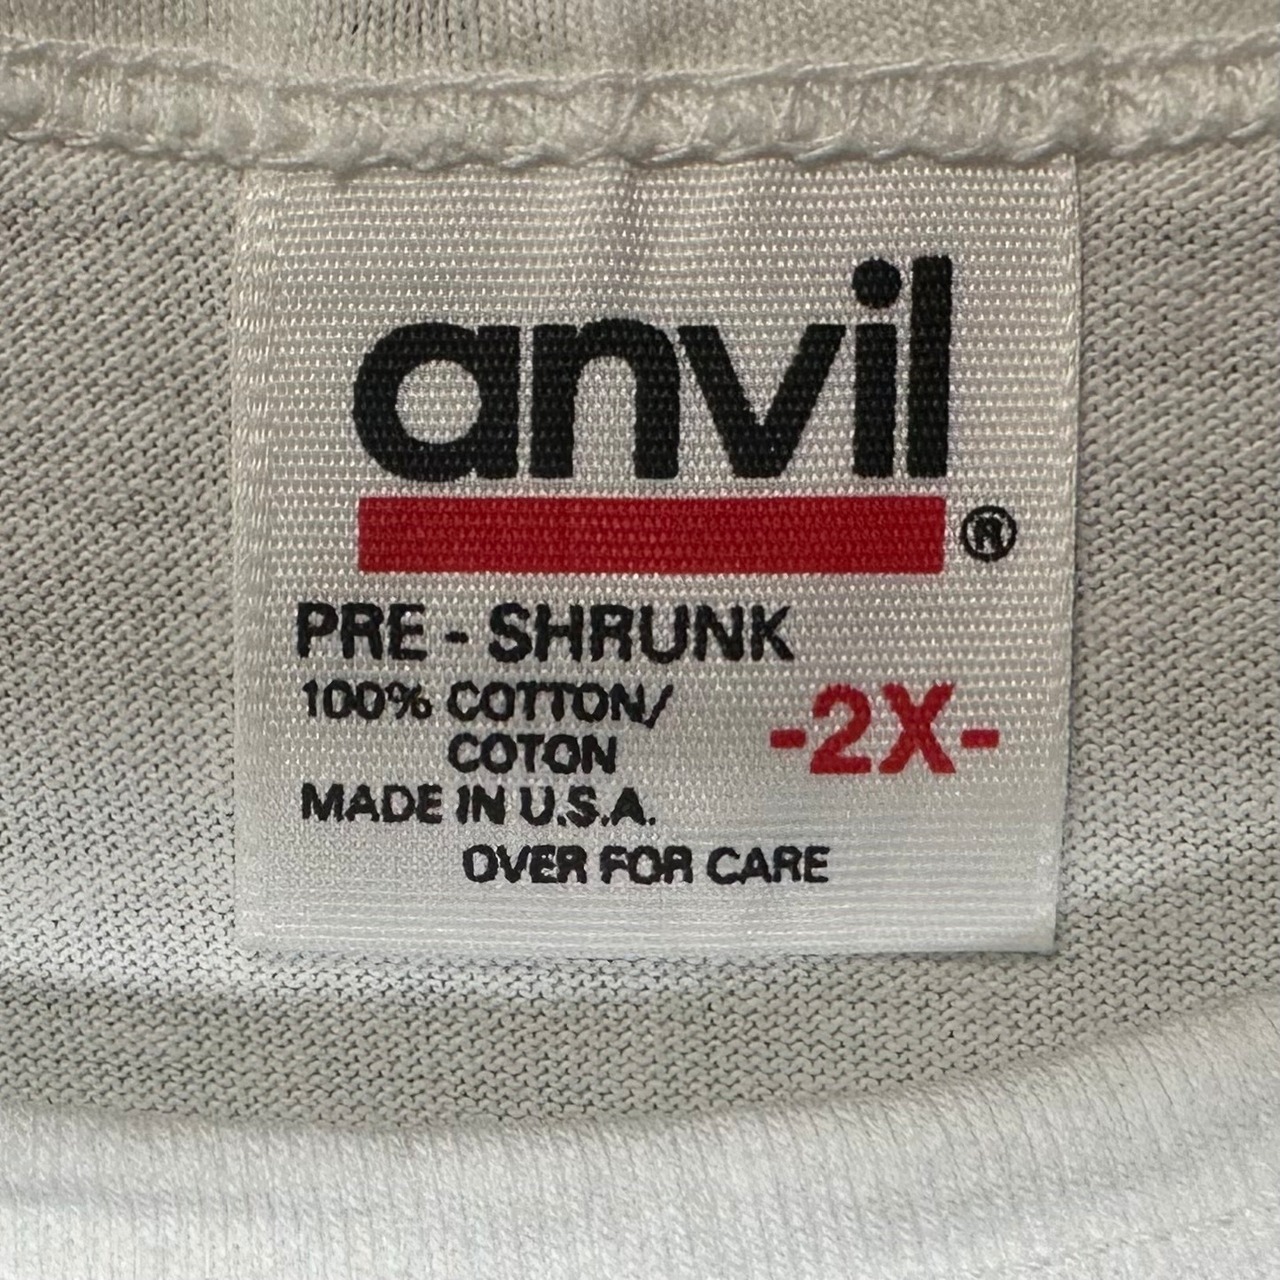 anvil
®
PRE - SHRUNK
100% COTTON/
COTON
-2X-
MADE IN U.S.A.
OVER FOR CARE